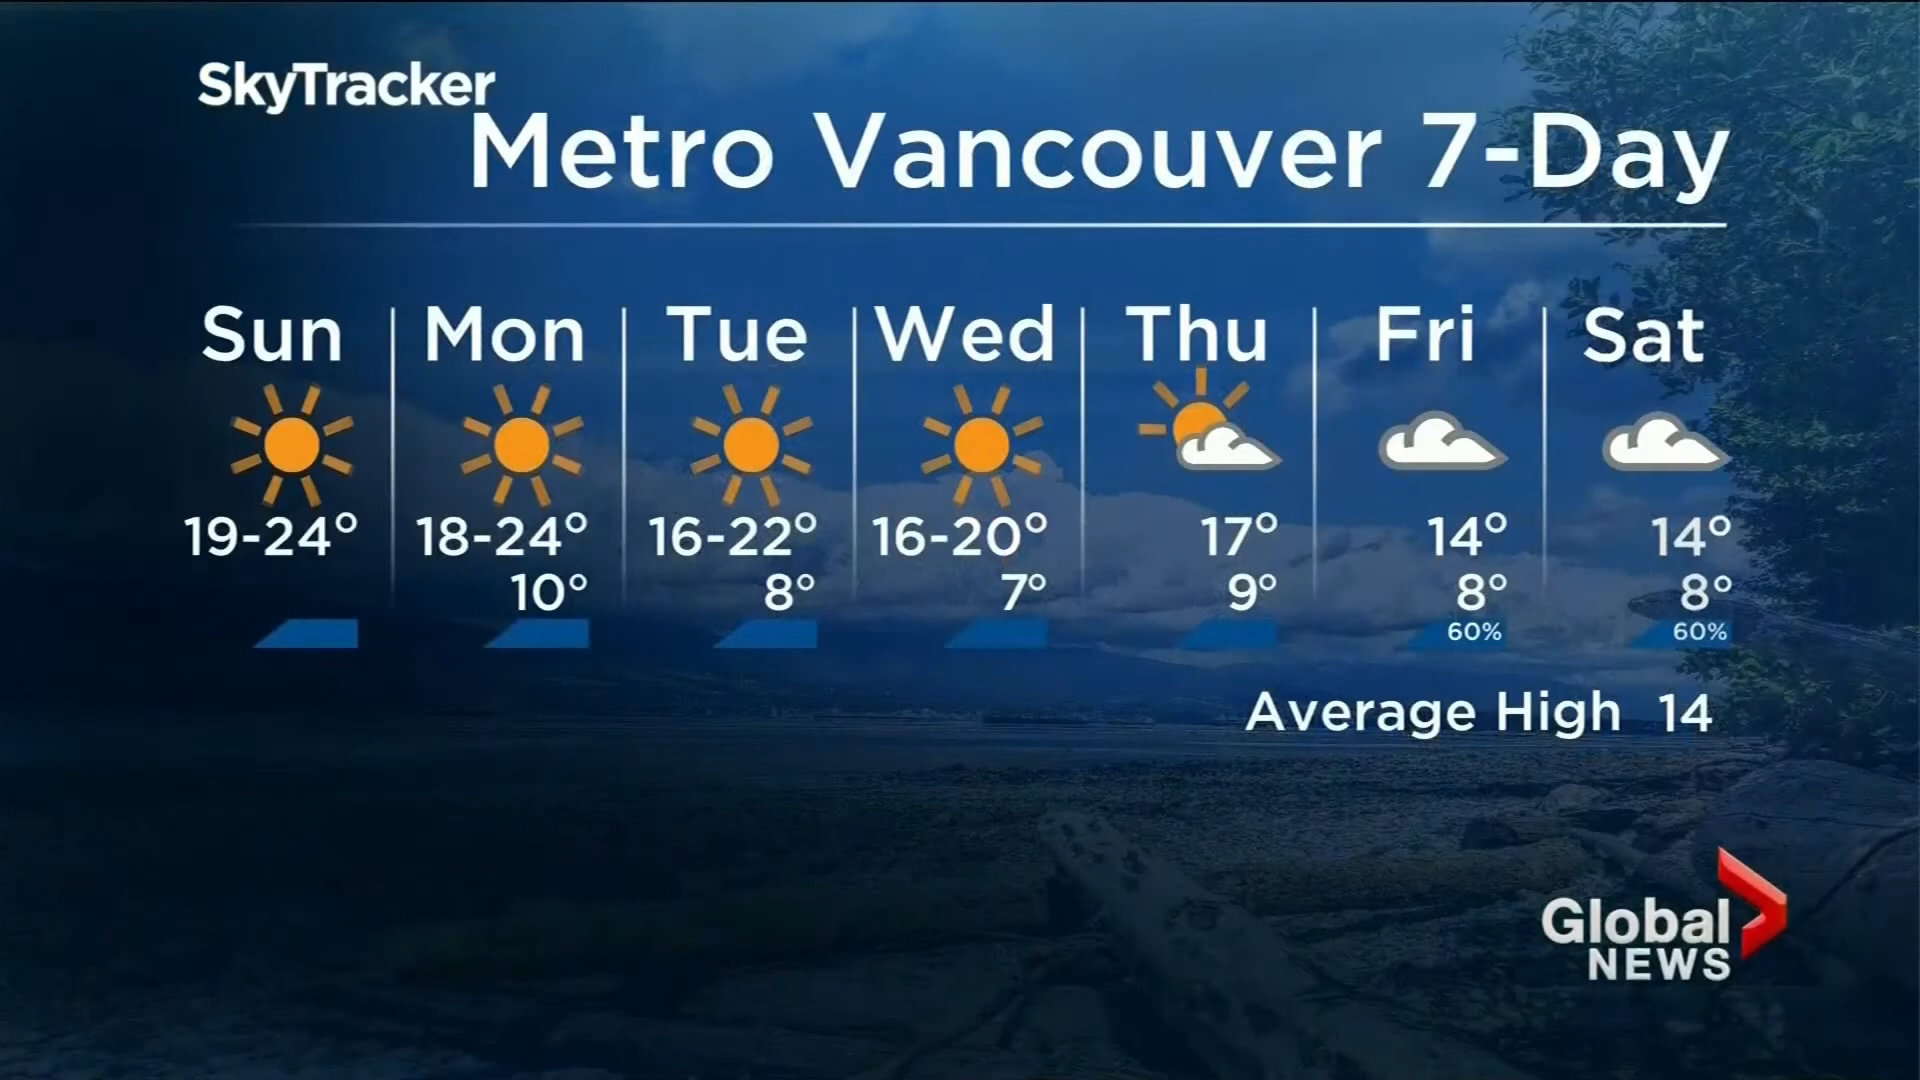 SkyTracker
Metro Vancouver 7-Day
Sun Mon Tue Wed Thu Fri Sat
19-24° 18-24° 16-22° 16-20° 17° 14° 14°
10° 8° 7° 9° 8° 8°
60% 60%
Average High 14
Global
NEWS